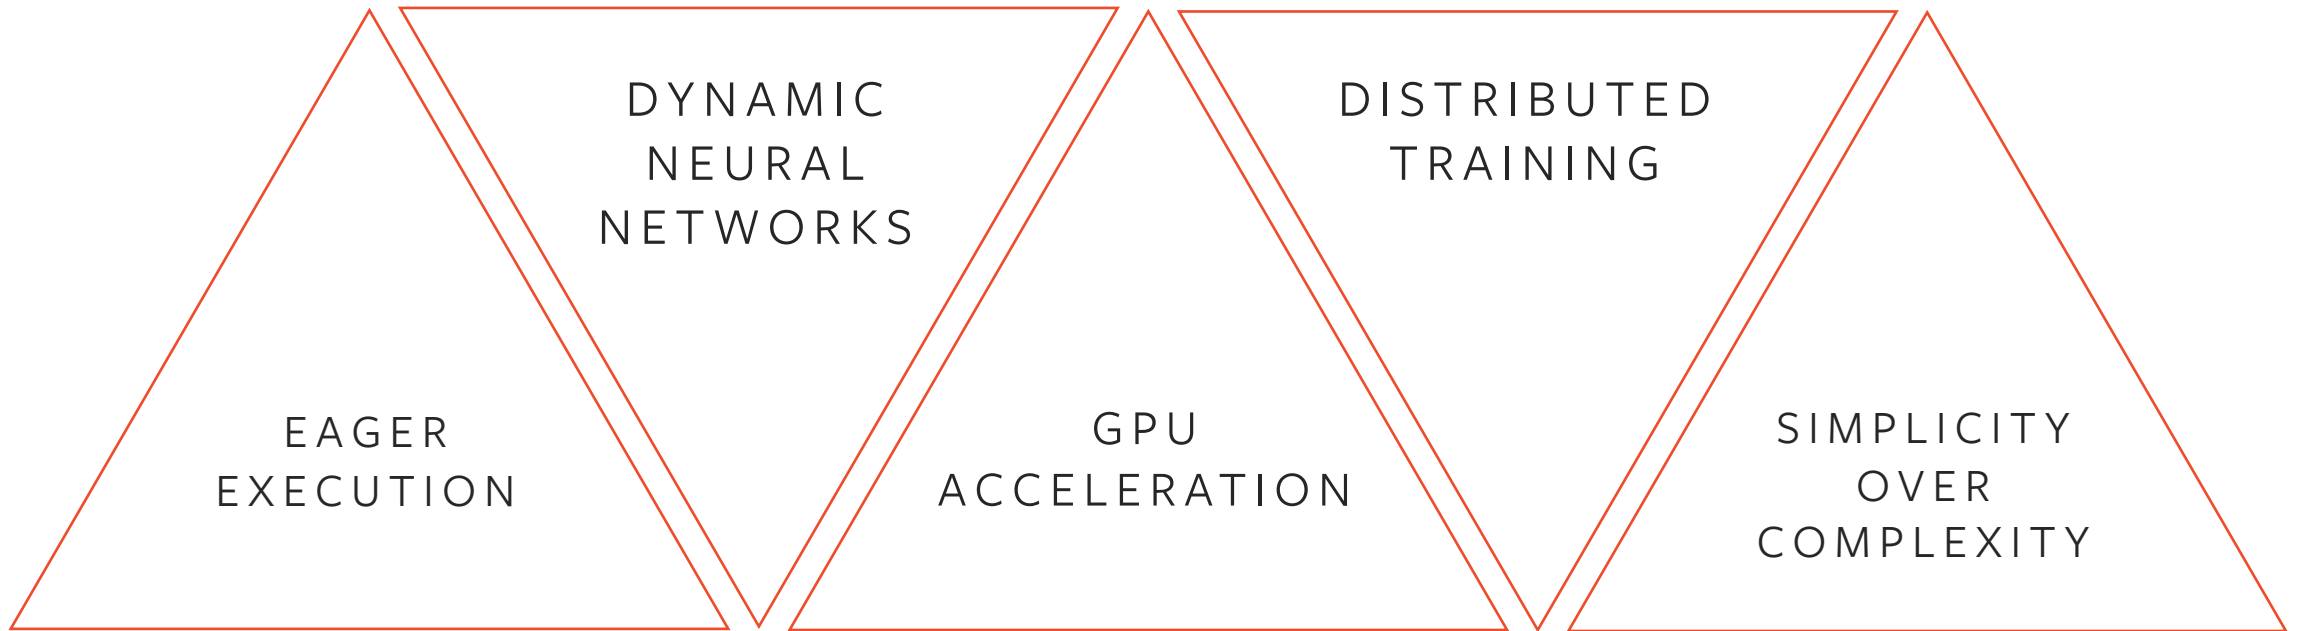 EAGER
EXECUTION
DYNAMIC
NEURAL
NETWORKS
GPU
ACCELERATION
DISTRIBUTED
TRAINING
SIMPLICITY
OVER
COMPLEXITY